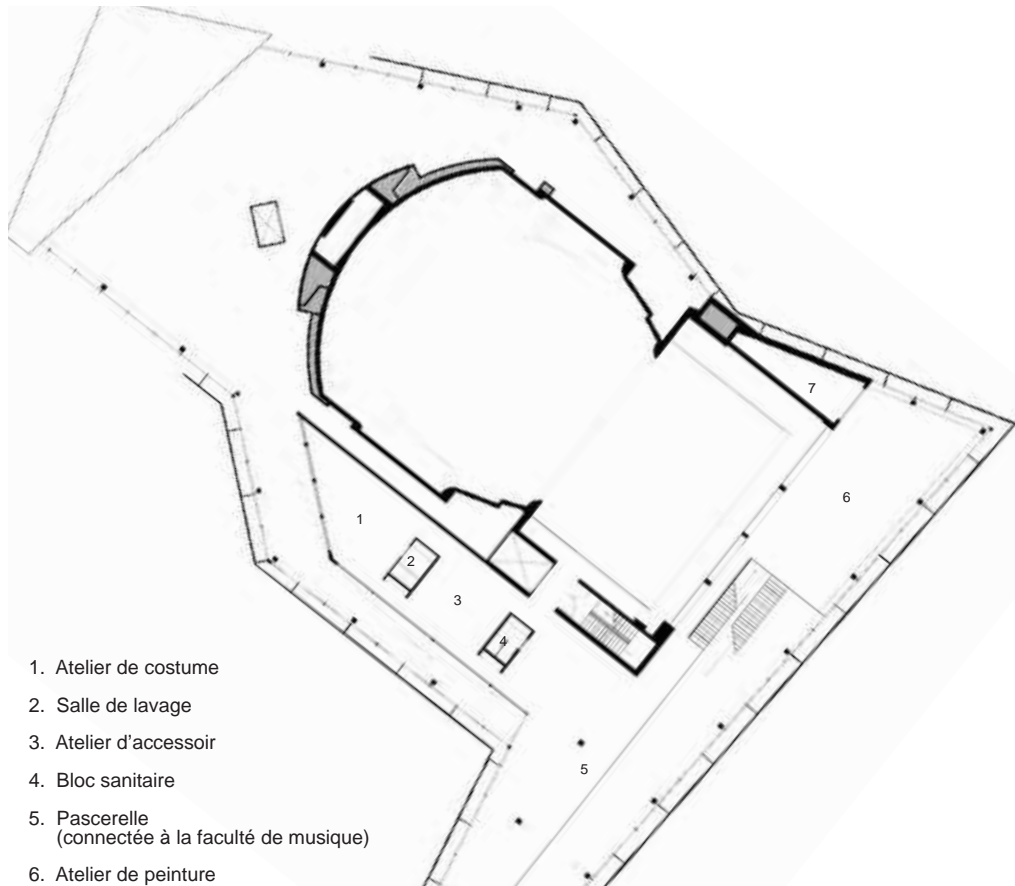 7
6
1
2
3
4
5
1. Atelier de costume
2. Salle de lavage
3. Atelier d'accessoir
4. Bloc sanitaire
5. Pascerelle
(connectée à la faculté de musique)
6. Atelier de peinture